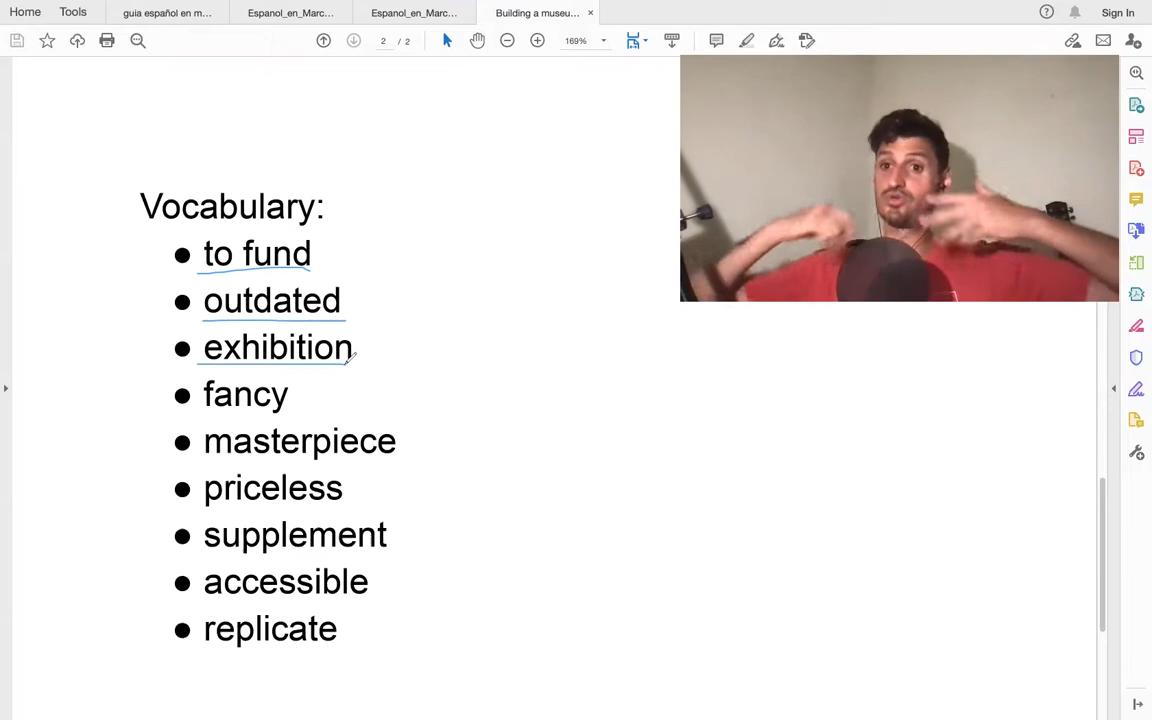 Home Tools guia español en m... Espanol_en_Marc... Espanol_en_Marc... Building a museu... × Sign In
2 / 2 169%
Vocabulary:
● to fund
● outdated
● exhibition
● fancy
● masterpiece
● priceless
● supplement
● accessible
● replicate